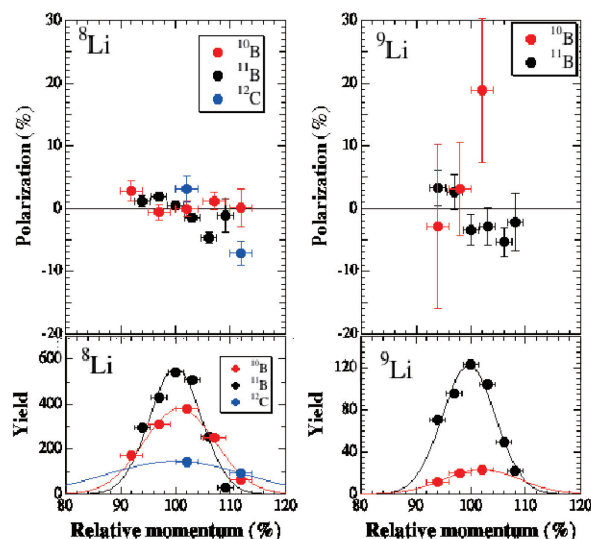 30
20
10
0
-10
-20
Polarization (%)
⁸Li
¹⁰B
¹¹B
¹²C
30
20
10
0
-10
-20
Polarization (%)
⁹Li
¹⁰B
¹¹B
600
400
200
0
Yield
⁸Li
¹⁰B
¹¹B
¹²C
80 90 100 110 120
Relative momentum (%)
120
80
40
0
Yield
⁹Li
¹⁰B
¹¹B
80 90 100 110 120
Relative momentum (%)